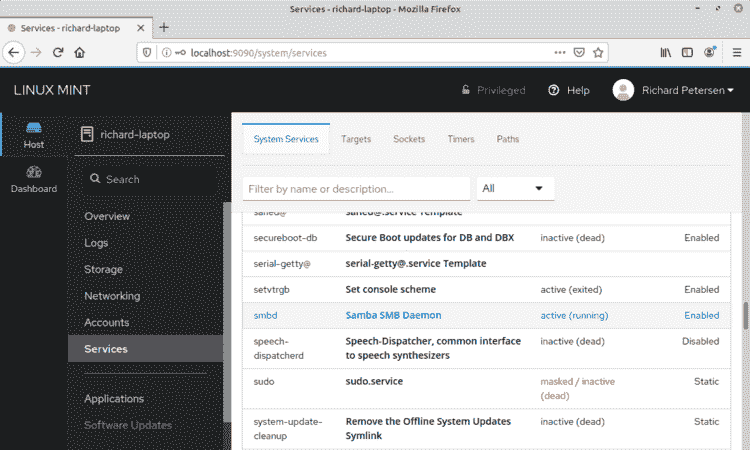 Services - richard-laptop - Mozilla Firefox
Services - richard-laptop
localhost:9090/system/services
LINUX MINT
Privileged
Help
Richard Petersen
Host
Dashboard
richard-laptop
Search
Overview
Logs
Storage
Networking
Accounts
Services
Applications
Software Updates
System Services Targets Sockets Timers Paths
Filter by name or description... All
saned@ saned@.service Template
secureboot-db Secure Boot updates for DB and DBX inactive (dead) Enabled
serial-getty@ serial-getty@.service Template
setvtrgb Set console scheme active (exited) Enabled
smbd Samba SMB Daemon active (running) Enabled
speech- Speech-Dispatcher, common interface inactive (dead) Disabled
dispatcherd to speech synthesizers
sudo sudo.service masked / inactive Static
(dead)
system-update- Remove the Offline System Updates inactive (dead) Static
cleanup Symlink